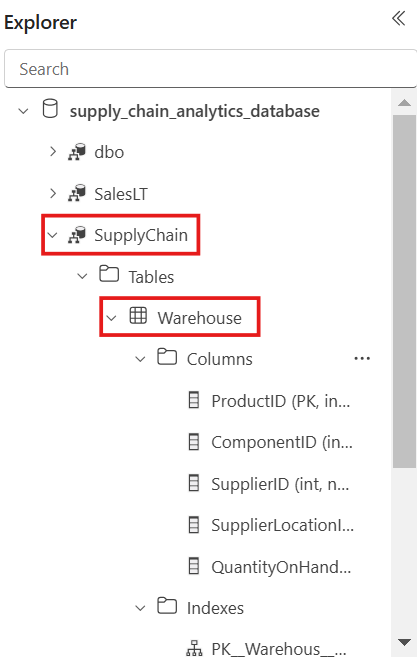 Explorer
Search
supply_chain_analytics_database
dbo
SalesLT
SupplyChain
Tables
Warehouse
Columns
ProductID (PK, in...
ComponentID (in...
SupplierID (int, n...
SupplierLocationI...
QuantityOnHand...
Indexes
PK__Warehous__...